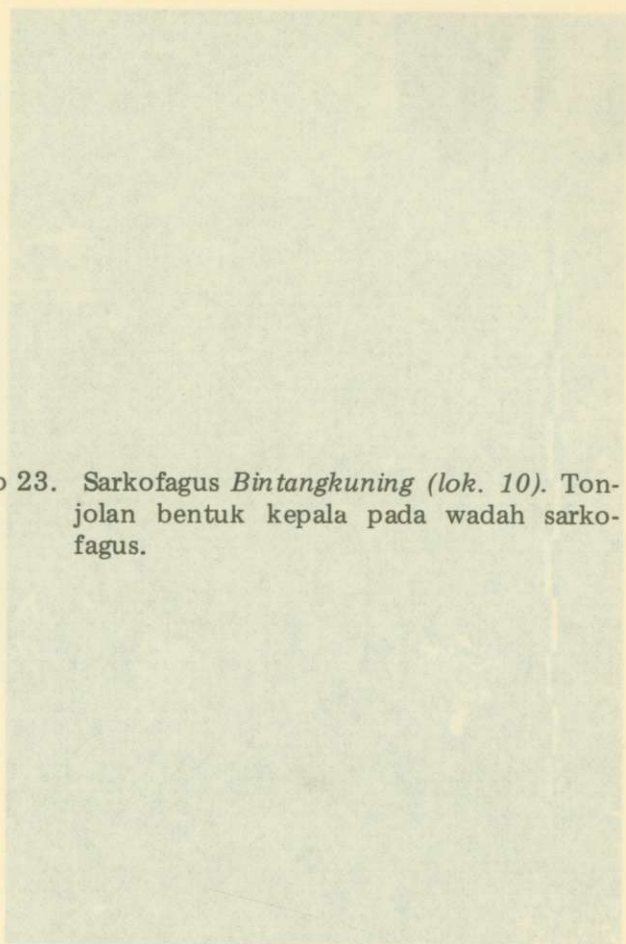 23. Sarkofagus Bintangkuning (lok. 10). Ton-
jolan bentuk kepala pada wadah sarko-
fagus.